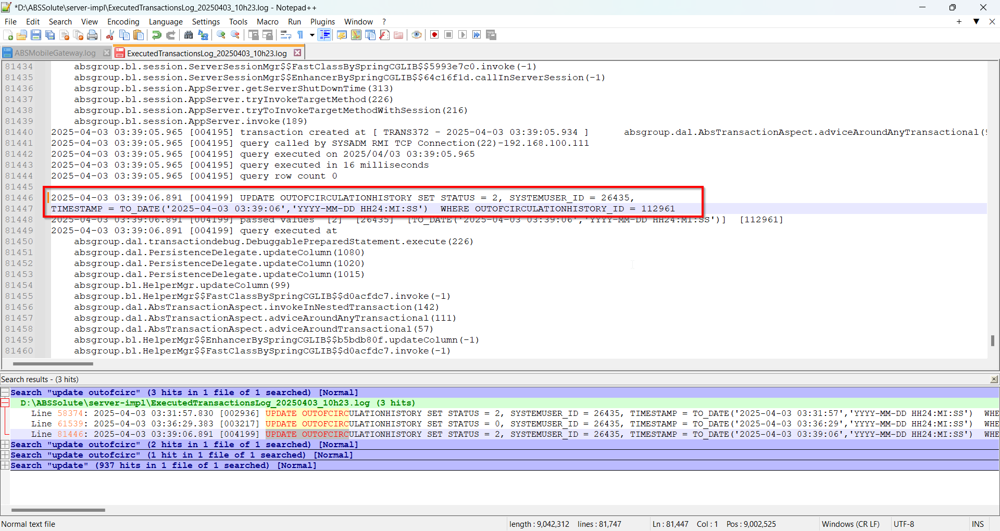 *D:\ABSSolute\server-impl\ExecutedTransactionsLog_20250403_10h23.log - Notepad++
File Edit Search View Encoding Language Settings Tools Macro Run Plugins Window ?
ABSMobileGateway.log ExecutedTransactionsLog_20250403_10h23.log
81434 absgroup.bl.session.ServerSessionMgr$$FastClassBySpringCGLIB$$5993e7c0.invoke(-1)
81435 absgroup.bl.session.ServerSessionMgr$$EnhancerBySpringCGLIB$$64c16f1d.callInServerSession(-1)
81436 absgroup.bl.session.AppServer.getServerShutDownTime(313)
81437 absgroup.bl.session.AppServer.tryInvokeTargetMethod(226)
81438 absgroup.bl.session.AppServer.tryToInvokeTargetMethodWithSession(216)
81439 absgroup.bl.session.AppServer.invoke(189)
81440 2025-04-03 03:39:05.965 [004195] transaction created at [ TRANS372 - 2025-04-03 03:39:05.934 ] absgroup.dal.AbsTransactionAspect.adviceAroundAnyTransactional(
81441 2025-04-03 03:39:05.965 [004195] query called by SYSADM RMI TCP Connection(22)-192.168.100.111
81442 2025-04-03 03:39:05.965 [004195] query executed on 2025/04/03 03:39:05.965
81443 2025-04-03 03:39:05.965 [004195] query executed in 16 milliseconds
81444 2025-04-03 03:39:05.965 [004195] query row count 0
81445
81446 2025-04-03 03:39:06.891 [004199] UPDATE OUTOFCIRCULATIONHISTORY SET STATUS = 2, SYSTEMUSER_ID = 26435,
81447 TIMESTAMP = TO_DATE('2025-04-03 03:39:06','YYYY-MM-DD HH24:MI:SS') WHERE OUTOFCIRCULATIONHISTORY_ID = 112961
81448 2025-04-03 03:39:06.891 [004199] passed values [2] [26435] [TO_DATE('2025-04-03 03:39:06','YYYY-MM-DD HH24:MI:SS')] [112961]
81449 2025-04-03 03:39:06.891 [004199] query executed at
81450 absgroup.dal.transactiondebug.DebuggablePreparedStatement.execute(226)
81451 absgroup.dal.PersistenceDelegate.updateColumn(1080)
81452 absgroup.dal.PersistenceDelegate.updateColumn(1020)
81453 absgroup.dal.PersistenceDelegate.updateColumn(1015)
81454 absgroup.bl.HelperMgr.updateColumn(99)
81455 absgroup.bl.HelperMgr$$FastClassBySpringCGLIB$$d0acfdc7.invoke(-1)
81456 absgroup.dal.AbsTransactionAspect.invokeInNestedTransaction(142)
81457 absgroup.dal.AbsTransactionAspect.adviceAroundAnyTransactional(111)
81458 absgroup.dal.AbsTransactionAspect.adviceAroundTransactional(57)
81459 absgroup.bl.HelperMgr$$EnhancerBySpringCGLIB$$b5bdb80f.updateColumn(-1)
81460 absgroup.bl.HelperMgr$$FastClassBySpringCGLIB$$d0acfdc7.invoke(-1)
Search results - (3 hits)
Search "update outofcirc" (3 hits in 1 file of 1 searched) [Normal]
D:\ABSSolute\server-impl\ExecutedTransactionsLog_20250403_10h23.log (3 hits)
Line 58374: 2025-04-03 03:31:57.830 [002936] UPDATE OUTOFCIRCULATIONHISTORY SET STATUS = 2, SYSTEMUSER_ID = 26435, TIMESTAMP = TO_DATE('2025-04-03 03:31:57','YYYY-MM-DD HH24:MI:SS') WHE
Line 61539: 2025-04-03 03:36:29.383 [003217] UPDATE OUTOFCIRCULATIONHISTORY SET STATUS = 0, SYSTEMUSER_ID = 26435, TIMESTAMP = TO_DATE('2025-04-03 03:36:29','YYYY-MM-DD HH24:MI:SS') WHE
Line 81446: 2025-04-03 03:39:06.891 [004199] UPDATE OUTOFCIRCULATIONHISTORY SET STATUS = 2, SYSTEMUSER_ID = 26435, TIMESTAMP = TO_DATE('2025-04-03 03:39:06','YYYY-MM-DD HH24:MI:SS') WHE
Search "update outofcirc" (2 hits in 1 file of 1 searched) [Normal]
Search "update outofcirc" (1 hit in 1 file of 1 searched) [Normal]
Search "update" (937 hits in 1 file of 1 searched) [Normal]
Normal text file length : 9,042,312 lines : 81,747 Ln : 81,447 Col : 1 Pos : 9,002,525 Windows (CR LF) UTF-8 INS